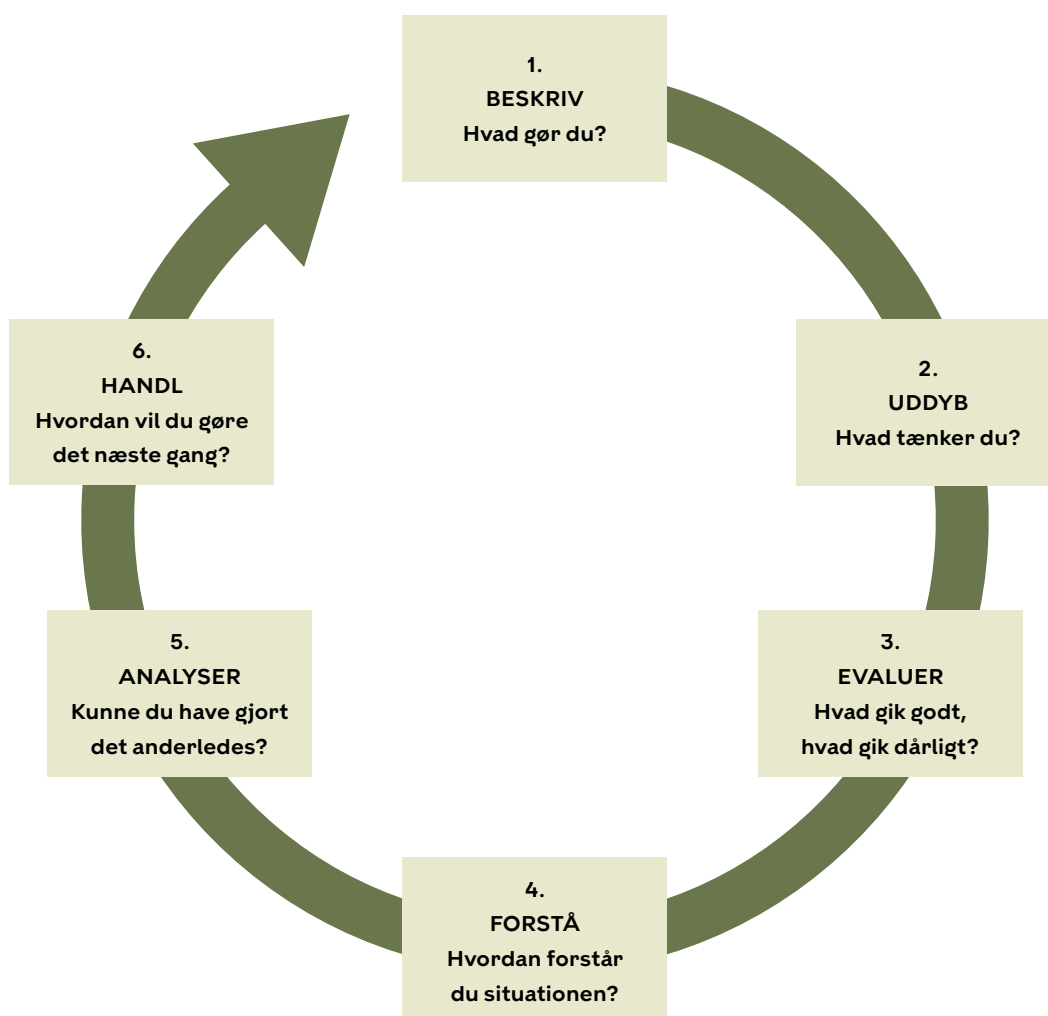 1.
BESKRIV
Hvad gør du?
2.
UDDYB
Hvad tænker du?
3.
EVALUER
Hvad gik godt,
hvad gik dårligt?
4.
FORSTÅ
Hvordan forstår
du situationen?
5.
ANALYSER
Kunne du have gjort
det anderledes?
6.
HANDL
Hvordan vil du gøre
det næste gang?